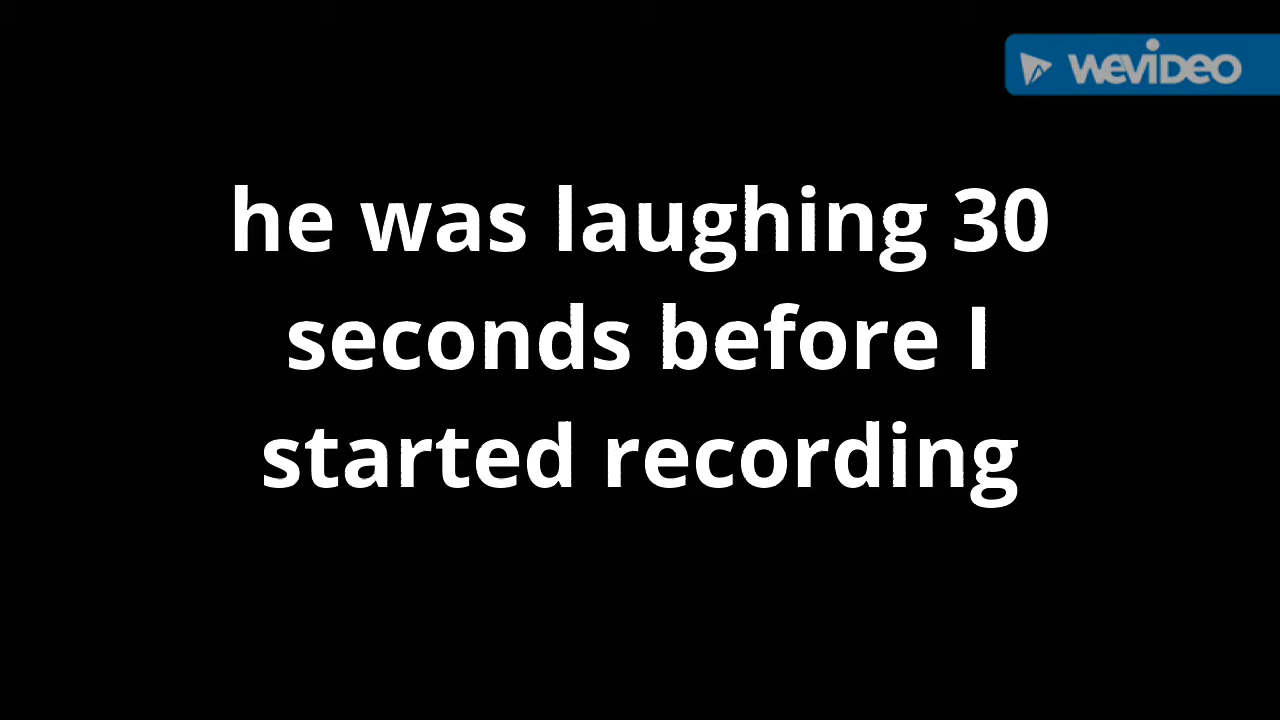 WEVIDEO
he was laughing 30
seconds before I
started recording